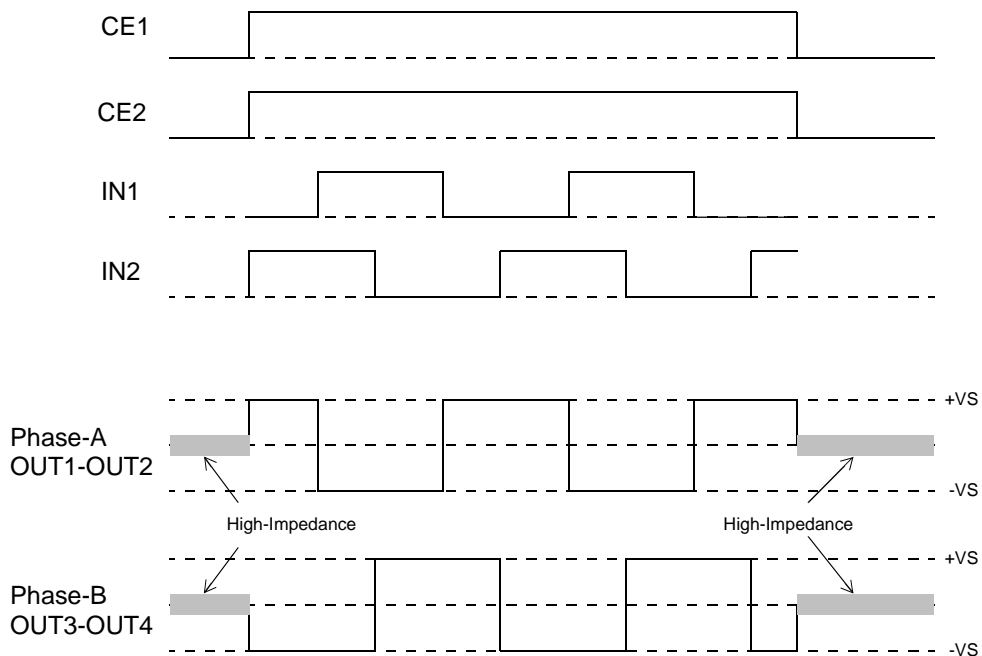 CE1
CE2
IN1
IN2
+VS
Phase-A
OUT1-OUT2
-VS
High-Impedance
High-Impedance
+VS
Phase-B
OUT3-OUT4
-VS